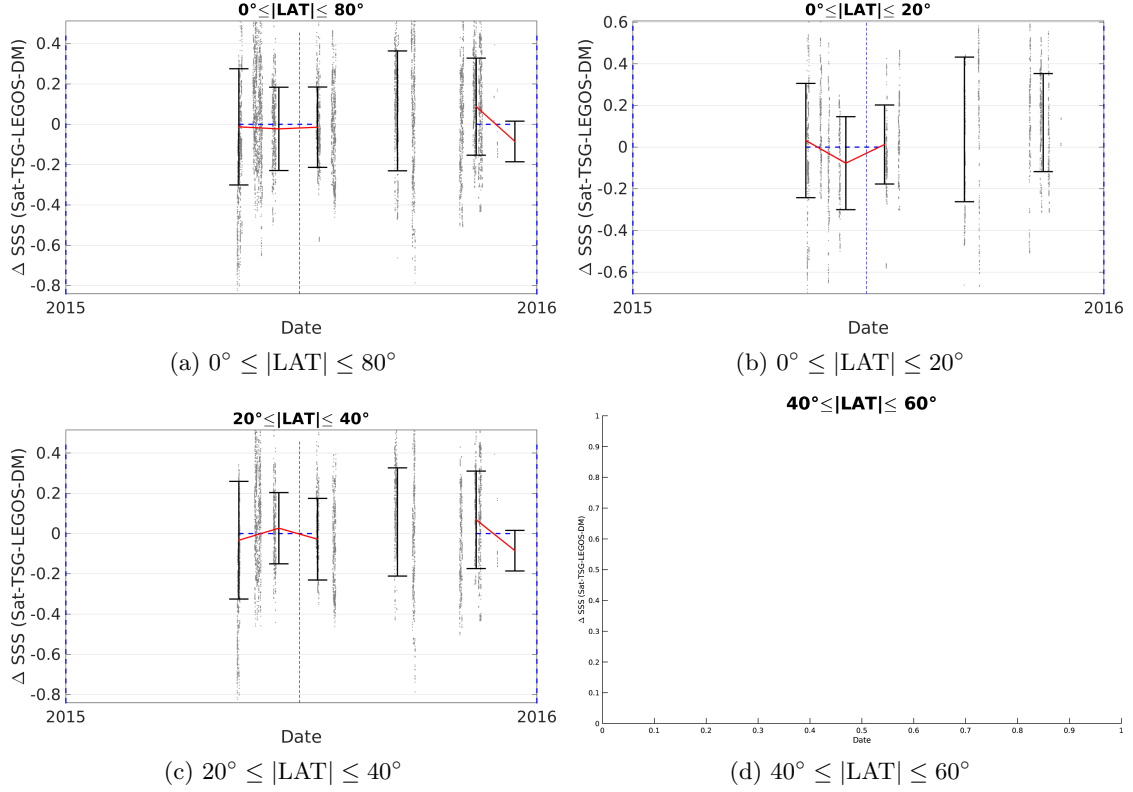 0°≤|LAT|≤ 80°
Δ SSS (Sat-TSG-LEGOS-DM)
0.4
0.2
0
-0.2
-0.4
-0.6
-0.8
2015
2016
Date
(a) 0° ≤ |LAT| ≤ 80°
0°≤|LAT|≤ 20°
Δ SSS (Sat-TSG-LEGOS-DM)
0.6
0.4
0.2
0
-0.2
-0.4
-0.6
2015
2016
Date
(b) 0° ≤ |LAT| ≤ 20°
20°≤|LAT|≤ 40°
Δ SSS (Sat-TSG-LEGOS-DM)
0.4
0.2
0
-0.2
-0.4
-0.6
-0.8
2015
2016
Date
(c) 20° ≤ |LAT| ≤ 40°
40°≤|LAT|≤ 60°
Δ SSS (Sat-TSG-LEGOS-DM)
1
0.9
0.8
0.7
0.6
0.5
0.4
0.3
0.2
0.1
0
0 0.1 0.2 0.3 0.4 0.5 0.6 0.7 0.8 0.9 1
Date
(d) 40° ≤ |LAT| ≤ 60°